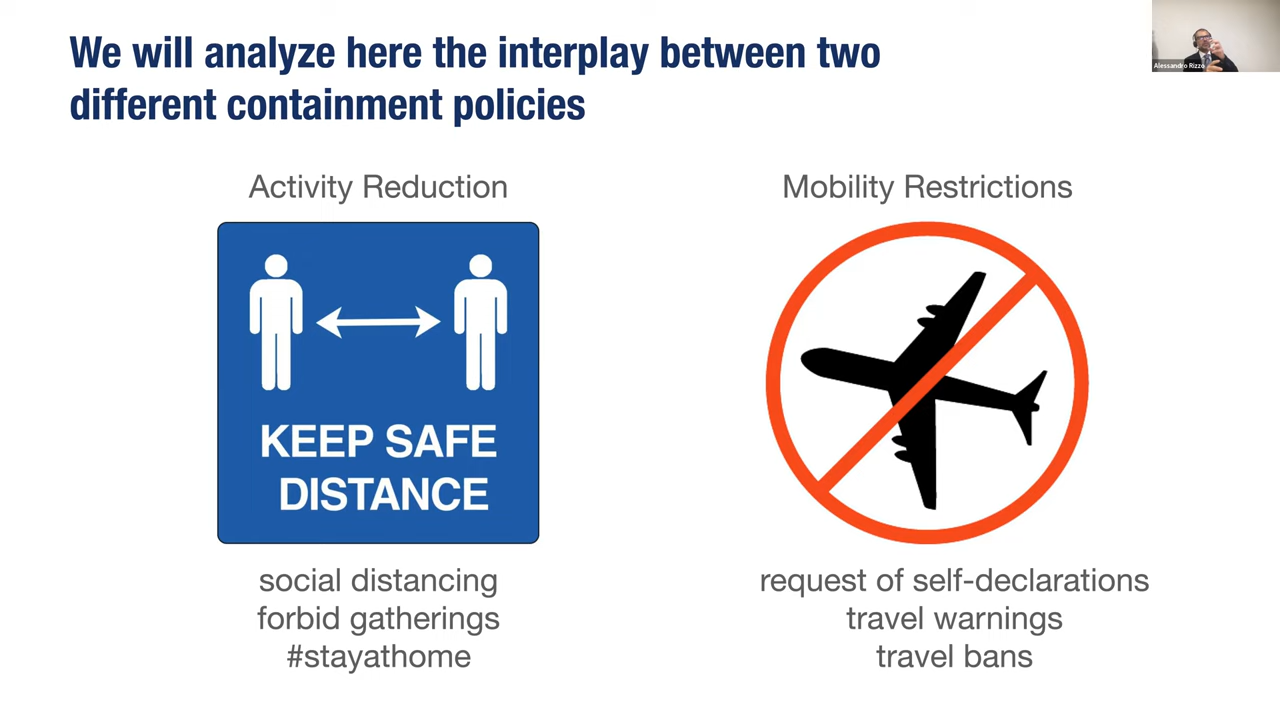 We will analyze here the interplay between two
different containment policies
Alessandro Rizzo
Activity Reduction
Mobility Restrictions
KEEP SAFE
DISTANCE
social distancing
forbid gatherings
#stayathome
request of self-declarations
travel warnings
travel bans